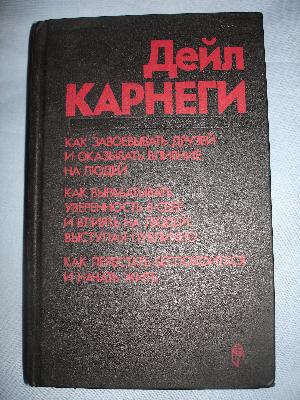 Дейл
КАРНЕГИ
КАК ЗАВОЕВЫВАТЬ ДРУЗЕЙ
И ОКАЗЫВАТЬ ВЛИЯНИЕ
НА ЛЮДЕЙ
КАК ВЫРАБАТЫВАТЬ
УВЕРЕННОСТЬ В СЕБЕ
И ВЛИЯТЬ НА ЛЮДЕЙ,
ВЫСТУПАЯ ПУБЛИЧНО
КАК ПЕРЕСТАТЬ БЕСПОКОИТЬСЯ
И НАЧАТЬ ЖИТЬ